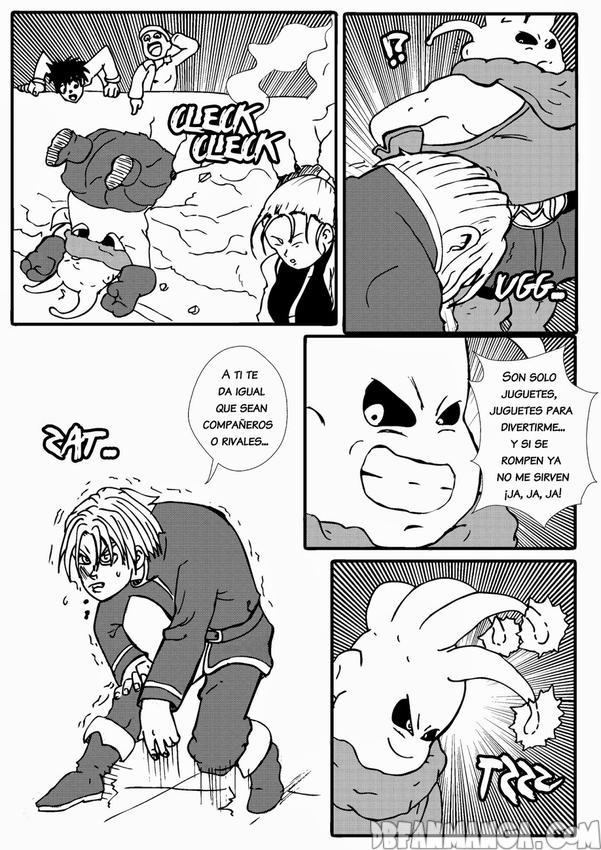 CLECK
CLECK
!?
UGG...
A TI TE
DA IGUAL
QUE SEAN
COMPAÑEROS
O RIVALES...
ZAT...
SON SOLO
JUGUETES,
JUGUETES PARA
DIVERTIRME...
Y SI SE
ROMPEN YA
NO ME SIRVEN
¡JA, JA, JA!
TSSS
DBFANMANGA.COM